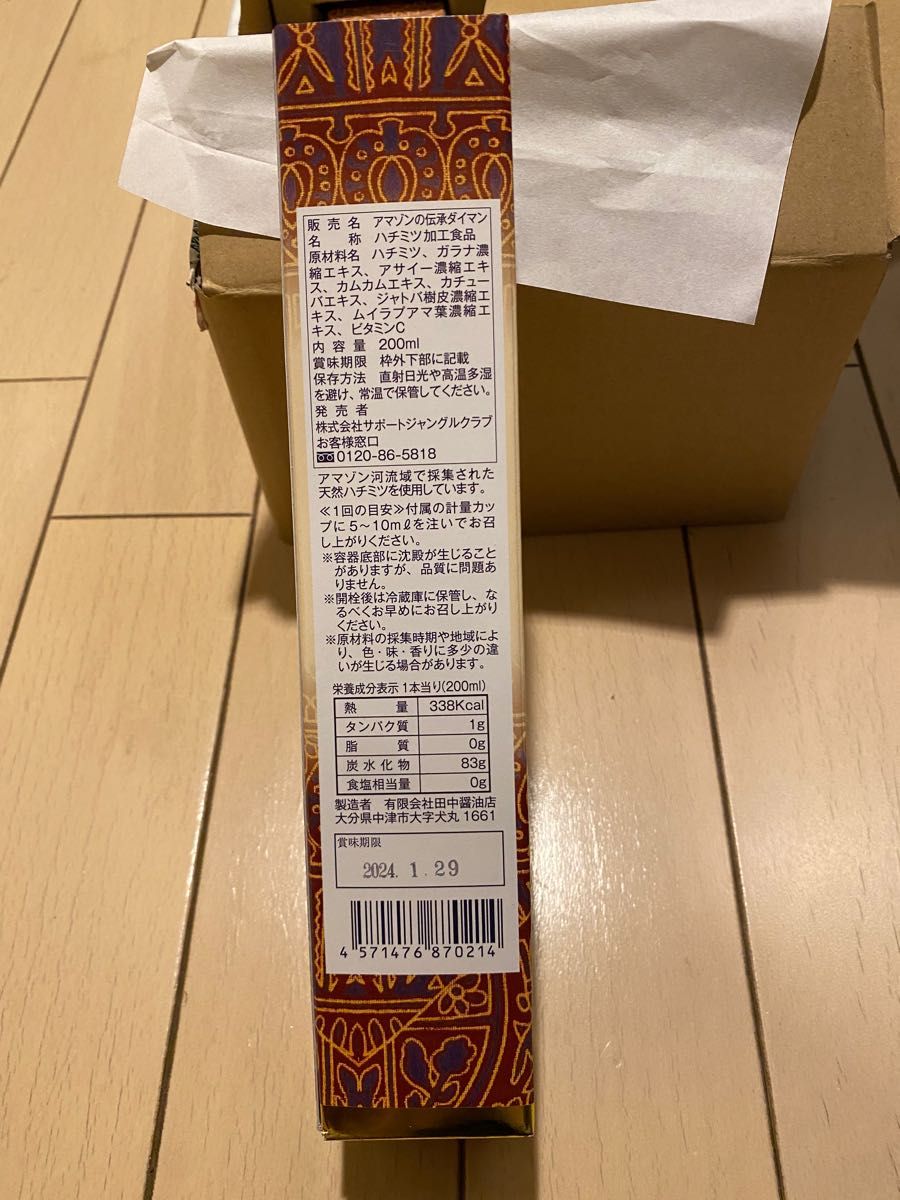 販売名 アマゾンの伝承ダイマン
名称 ハチミツ加工食品
原材料名 ハチミツ、ガラナ濃
縮エキス、アサイー濃縮エキ
ス、カムカムエキス、カチュー
バエキス、ジャトバ樹皮濃縮エ
キス、ムイラプアマ葉濃縮エ
キス、ビタミンC
内容量 200ml
賞味期限 枠外下部に記載
保存方法 直射日光や高温多湿
を避け、常温で保管してください。
発売者
株式会社サポートジャングルクラブ
お客様窓口
0120-86-5818
アマゾン河流域で採集された
天然ハチミツを使用しています。
≪1回の目安≫付属の計量カッ
プに5〜10mℓを注いでお召
し上がりください。
※容器底部に沈殿が生じること
がありますが、品質に問題あ
りません。
※開栓後は冷蔵庫に保管し、な
るべくお早めにお召し上がり
ください。
※原材料の採集時期や地域によ
り、色・味・香りに多少の違
いが生じる場合があります。
栄養成分表示 1本当り(200ml)
熱量 338Kcal
タンパク質 1g
脂質 0g
炭水化物 83g
食塩相当量 0g
製造者 有限会社田中醤油店
大分県中津市大字犬丸1661
賞味期限
2024. 1. 29
4 571476 870214